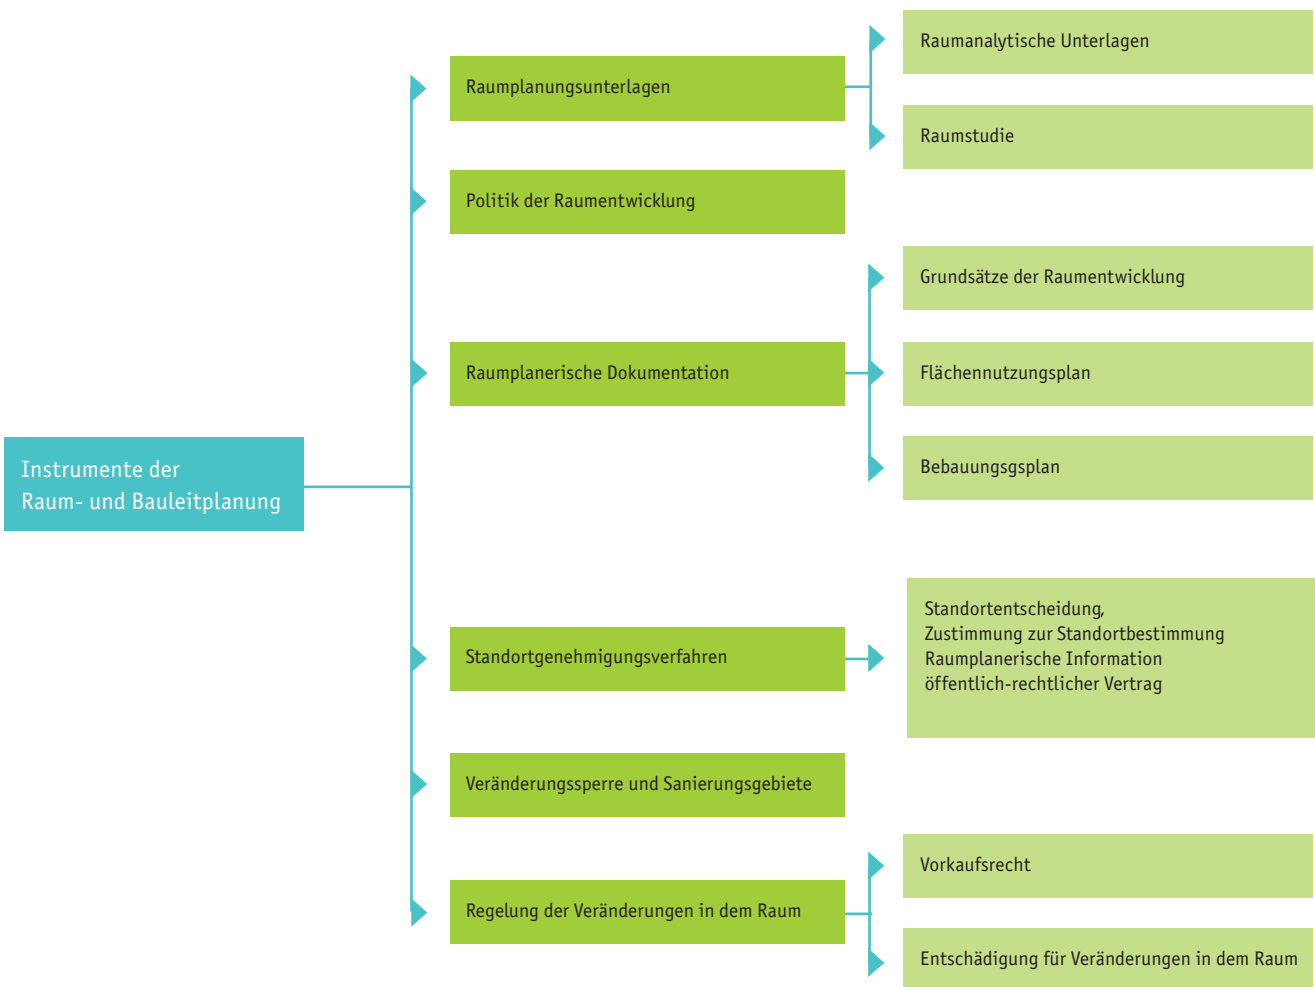 Instrumente der
Raum- und Bauleitplanung
Raumplanungsunterlagen
Raumanalytische Unterlagen
Raumstudie
Politik der Raumentwicklung
Raumplanerische Dokumentation
Grundsätze der Raumentwicklung
Flächennutzungsplan
Bebauungsgsplan
Standortgenehmigungsverfahren
Standortentscheidung,
Zustimmung zur Standortbestimmung
Raumplanerische Information
öffentlich-rechtlicher Vertrag
Veränderungssperre und Sanierungsgebiete
Regelung der Veränderungen in dem Raum
Vorkaufsrecht
Entschädigung für Veränderungen in dem Raum